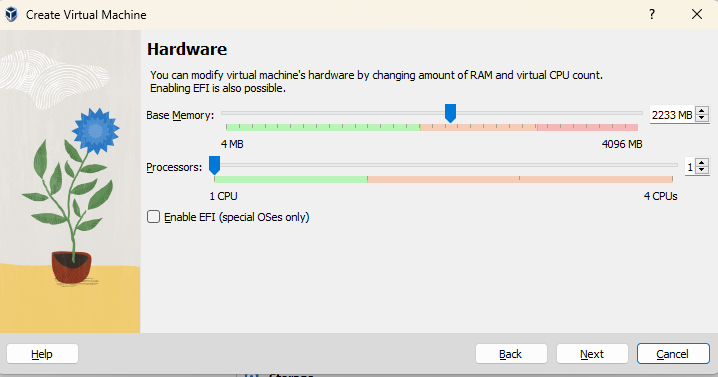 Create Virtual Machine
?
Hardware
You can modify virtual machine's hardware by changing amount of RAM and virtual CPU count.
Enabling EFI is also possible.
Base Memory:
2233 MB
4 MB
4096 MB
Processors:
1
1 CPU
4 CPUs
Enable EFI (special OSes only)
Help
Back
Next
Cancel